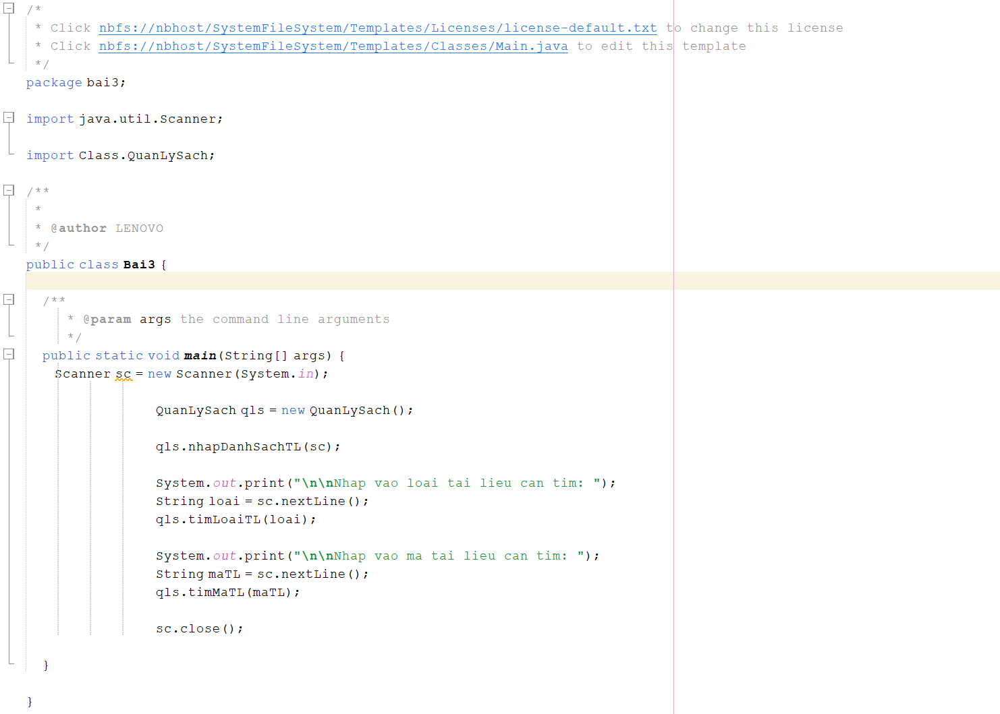 /*
 * Click nbfs://nbhost/SystemFileSystem/Templates/Licenses/license-default.txt to change this license
 * Click nbfs://nbhost/SystemFileSystem/Templates/Classes/Main.java to edit this template
 */
package bai3;

import java.util.Scanner;

import Class.QuanLySach;

/**
 *
 * @author LENOVO
 */
public class Bai3 {

    /**
     * @param args the command line arguments
     */
    public static void main(String[] args) {
        Scanner sc = new Scanner(System.in);

                QuanLySach qls = new QuanLySach();

                qls.nhapDanhSachTL(sc);

                System.out.print("\n\nNhap vao loai tai lieu can tim: ");
                String loai = sc.nextLine();
                qls.timLoaiTL(loai);

                System.out.print("\n\nNhap vao ma tai lieu can tim: ");
                String maTL = sc.nextLine();
                qls.timMaTL(maTL);

                sc.close();

    }

}